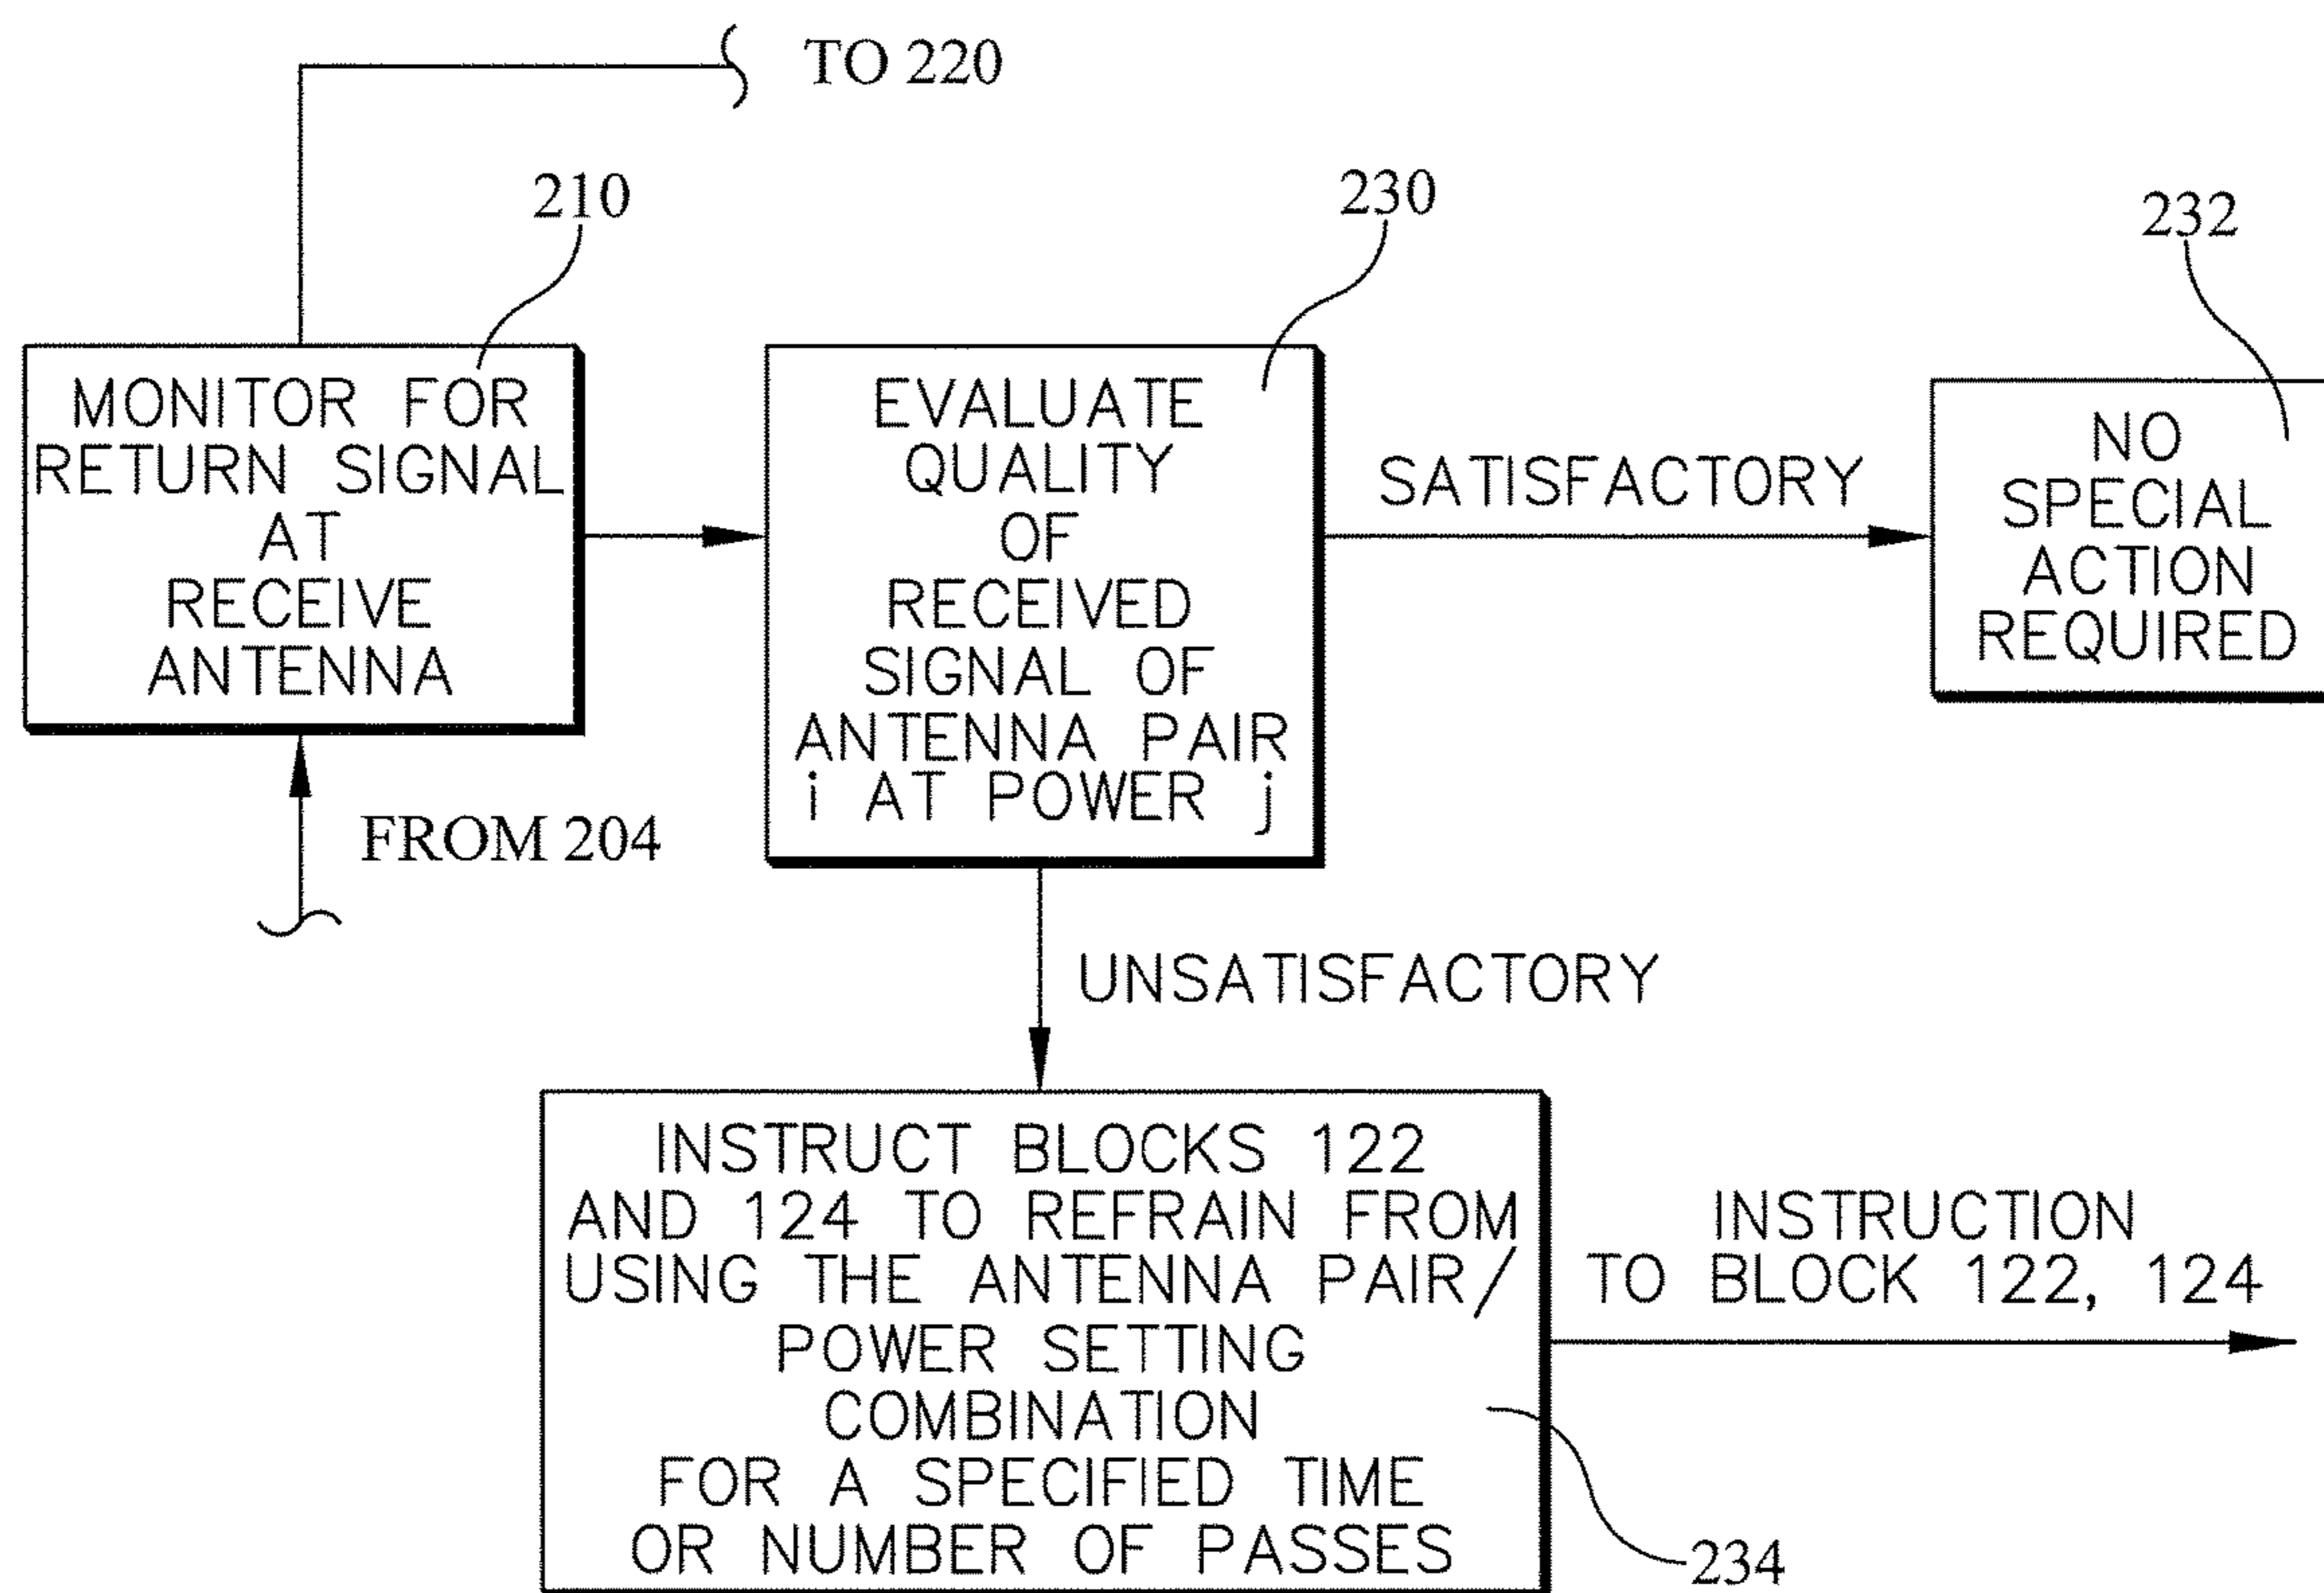 TO 220
210
230
232
MONITOR FOR
RETURN SIGNAL
AT
RECEIVE
ANTENNA
EVALUATE
QUALITY
OF
RECEIVED
SIGNAL OF
ANTENNA PAIR
i AT POWER j
SATISFACTORY
NO
SPECIAL
ACTION
REQUIRED
FROM 204
UNSATISFACTORY
INSTRUCT BLOCKS 122
AND 124 TO REFRAIN FROM
USING THE ANTENNA PAIR/
POWER SETTING
COMBINATION
FOR A SPECIFIED TIME
OR NUMBER OF PASSES
INSTRUCTION
TO BLOCK 122, 124
234